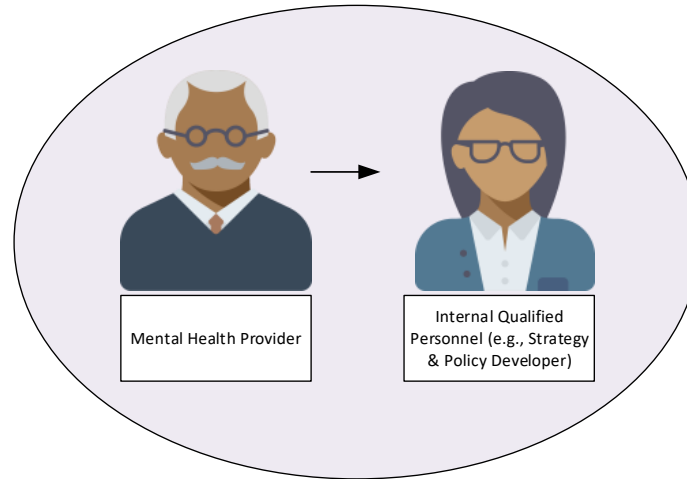 Mental Health Provider
Internal Qualified
Personnel (e.g., Strategy
& Policy Developer)